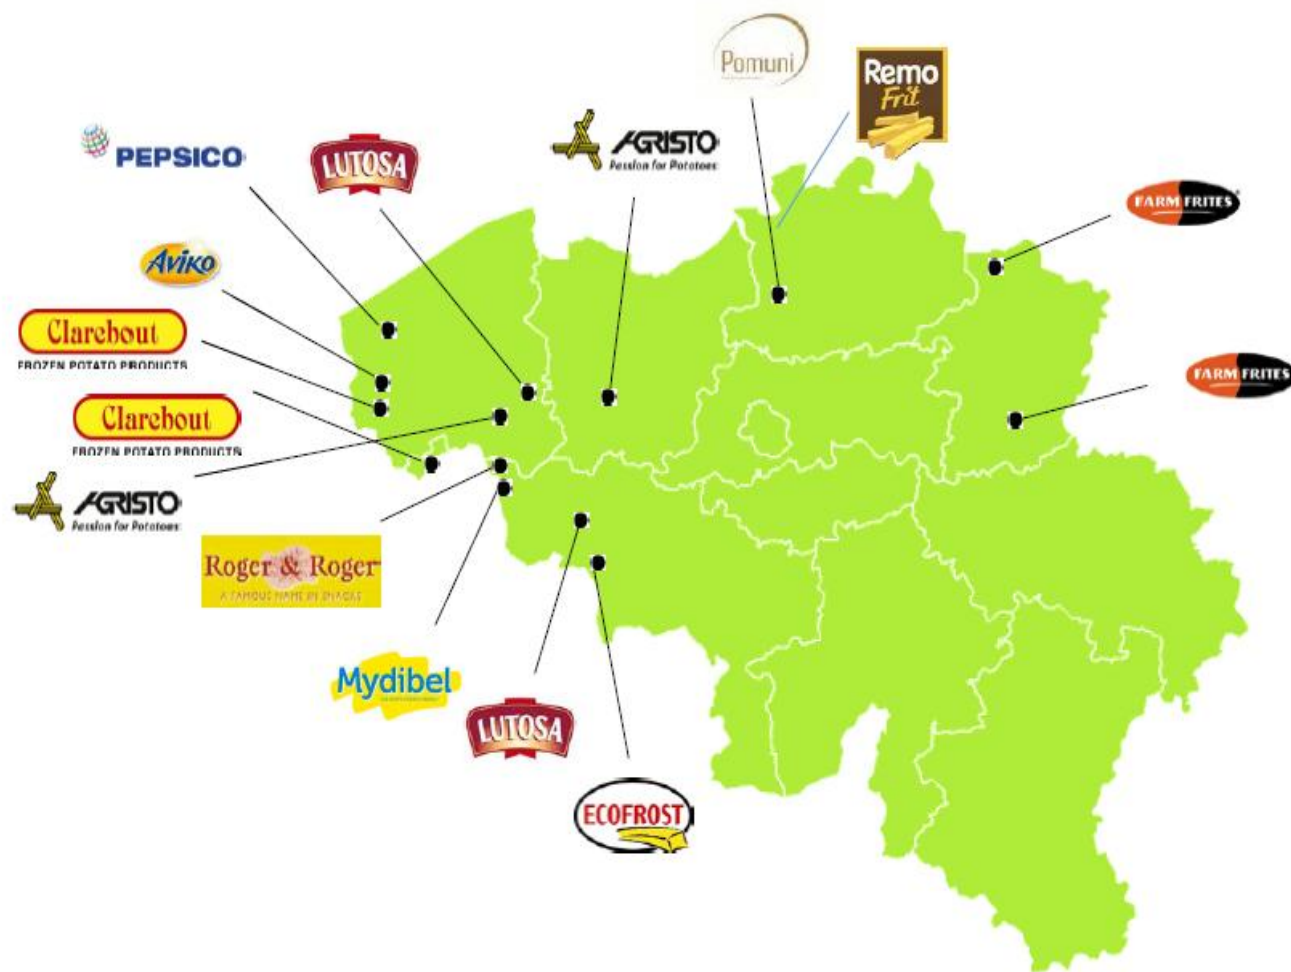 Pomuni
Remo
Frit
AGRISTO
Passion for Potatoes
PEPSICO
LUTOSA
FARM FRITES
AVIKO
Clarebout
FROZEN POTATO PRODUCTS
FARM FRITES
Clarebout
FROZEN POTATO PRODUCTS
AGRISTO
Passion for Potatoes
Roger & Roger
A FAMOUS NAME IN SNACKS
Mydibel
LUTOSA
ECOFROST